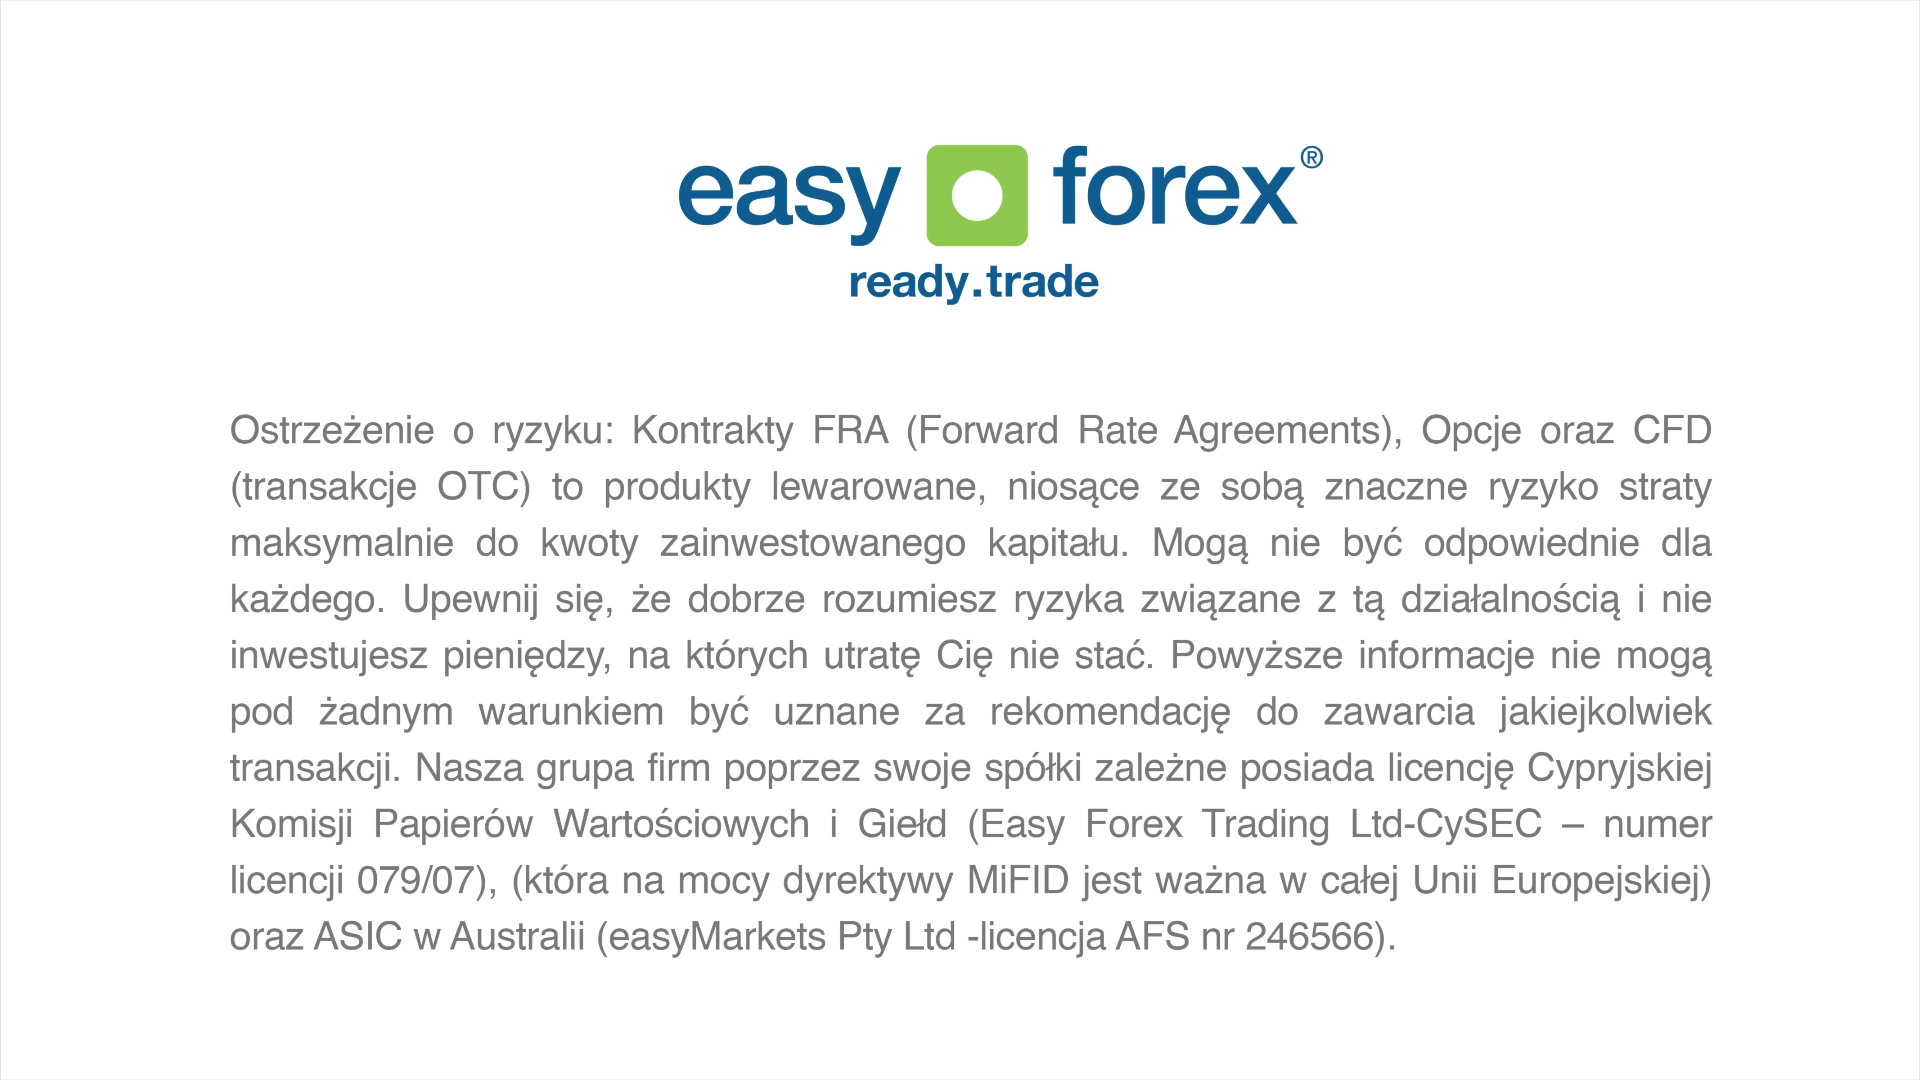 easy forex®
ready.trade
Ostrzeżenie o ryzyku: Kontrakty FRA (Forward Rate Agreements), Opcje oraz CFD
(transakcje OTC) to produkty lewarowane, niosące ze sobą znaczne ryzyko straty
maksymalnie do kwoty zainwestowanego kapitału. Mogą nie być odpowiednie dla
każdego. Upewnij się, że dobrze rozumiesz ryzyka związane z tą działalnością i nie
inwestujesz pieniędzy, na których utratę Cię nie stać. Powyższe informacje nie mogą
pod żadnym warunkiem być uznane za rekomendację do zawarcia jakiejkolwiek
transakcji. Nasza grupa firm poprzez swoje spółki zależne posiada licencję Cypryjskiej
Komisji Papierów Wartościowych i Giełd (Easy Forex Trading Ltd-CySEC – numer
licencji 079/07), (która na mocy dyrektywy MiFID jest ważna w całej Unii Europejskiej)
oraz ASIC w Australii (easyMarkets Pty Ltd -licencja AFS nr 246566).